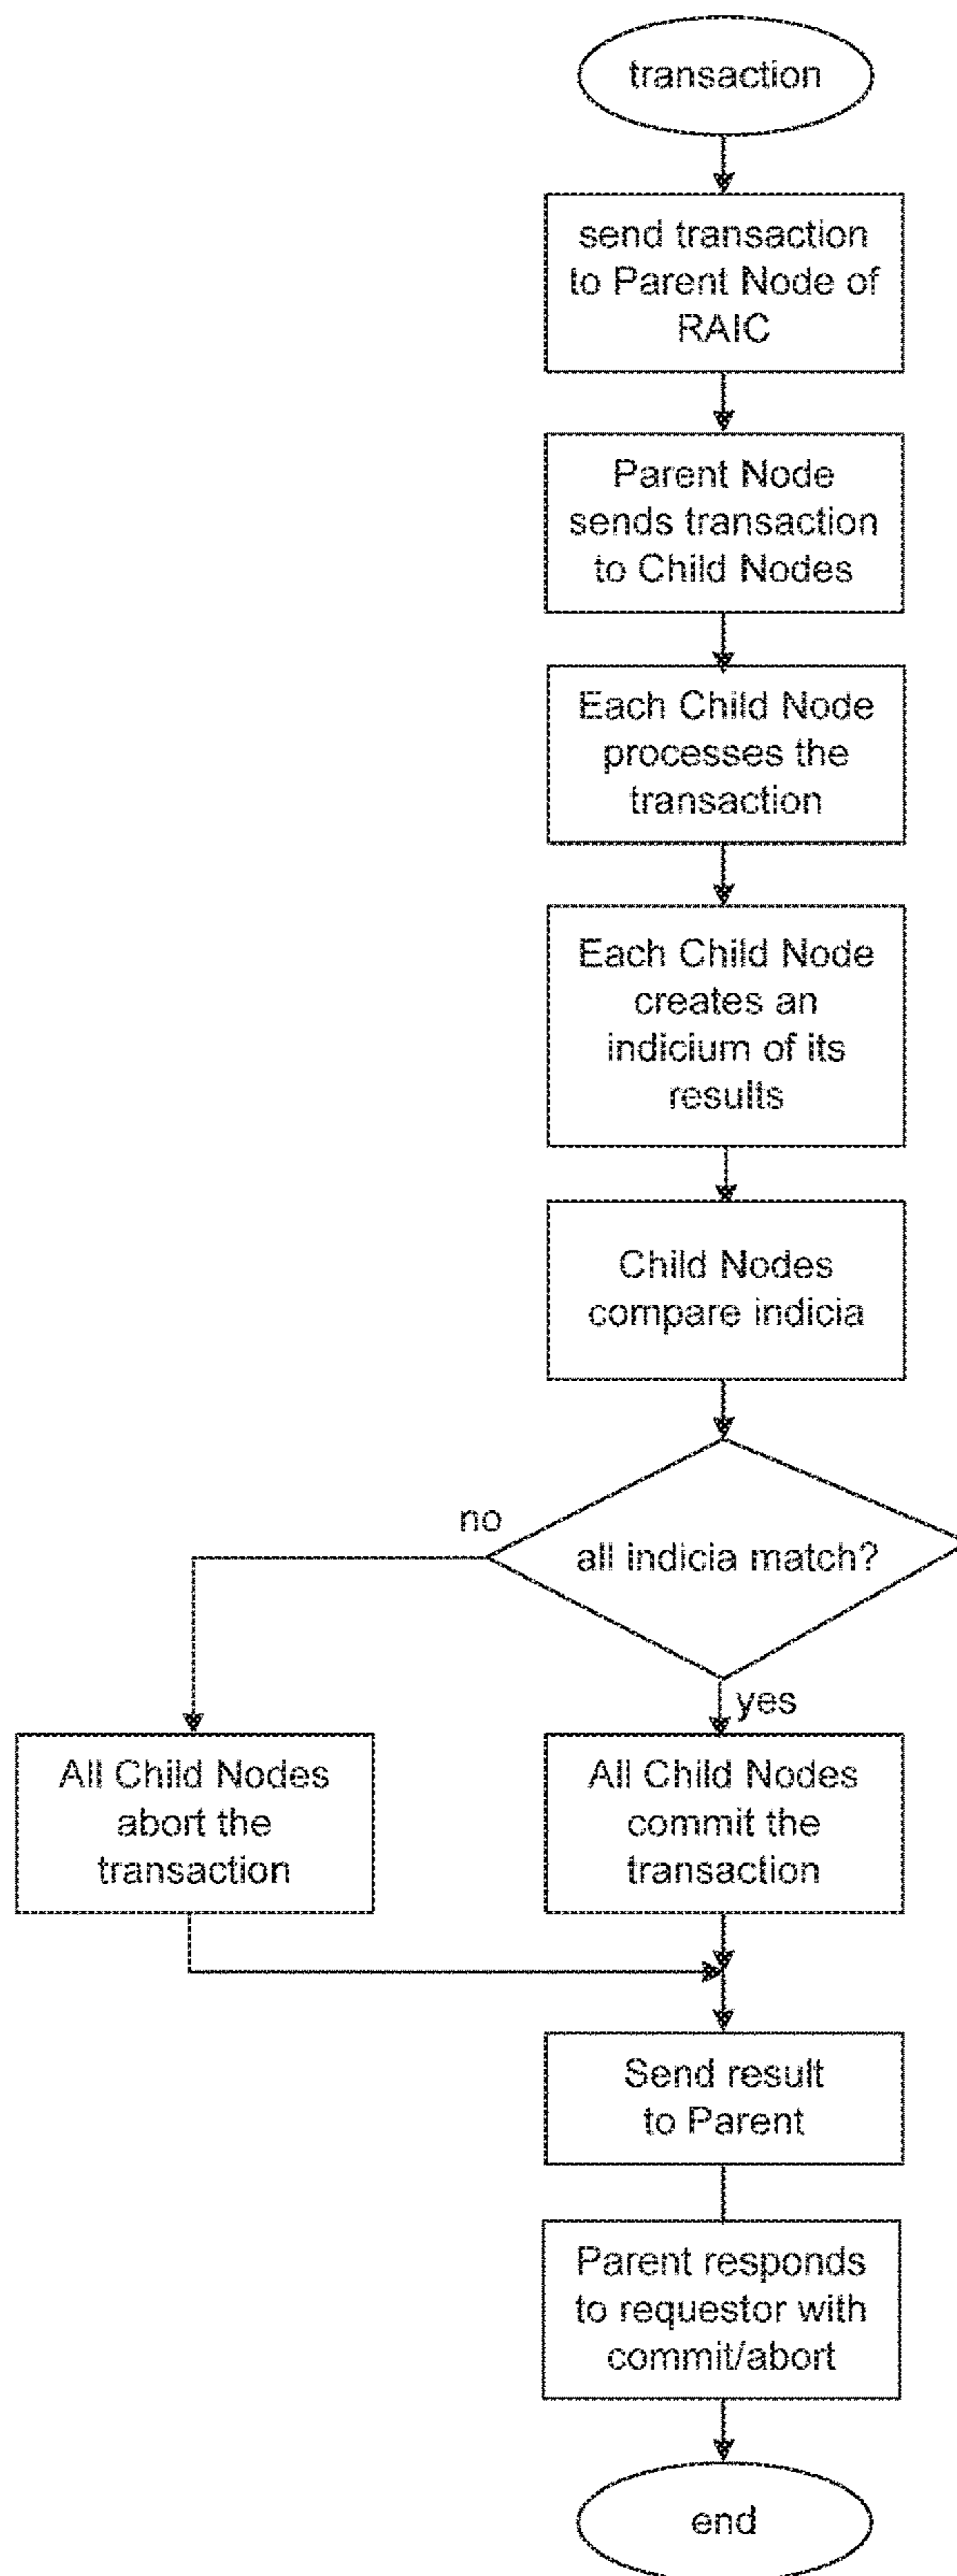 transaction
send transaction
to Parent Node of
RAIC
Parent Node
sends transaction
to Child Nodes
Each Child Node
processes the
transaction
Each Child Node
creates an
indicium of its
results
Child Nodes
compare indicia
all indicia match?
no
yes
All Child Nodes
abort the
transaction
All Child Nodes
commit the
transaction
Send result
to Parent
Parent responds
to requestor with
commit/abort
end